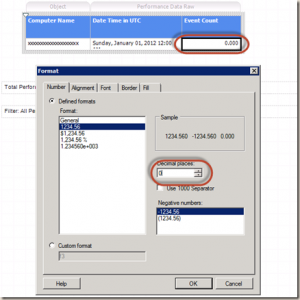 Object Performance Data Raw
Computer Name Date Time in UTC Event Count
xxxxxxxxxxxxxxxxxxx Sunday, January 01, 2012 12:00 0,000
Total Perfor
Filter: All Pe
Format
Number Alignment Font Border Fill
Defined formats
Format:
General
1234.56
$1,234.56
1,234.56 %
1.234560e+003
Sample
1234.560 -1234.560 0.000
Decimal places:
0
Use 1000 Separator
Negative numbers:
-1234.56
(1234.56)
Custom format
Help OK Cancel